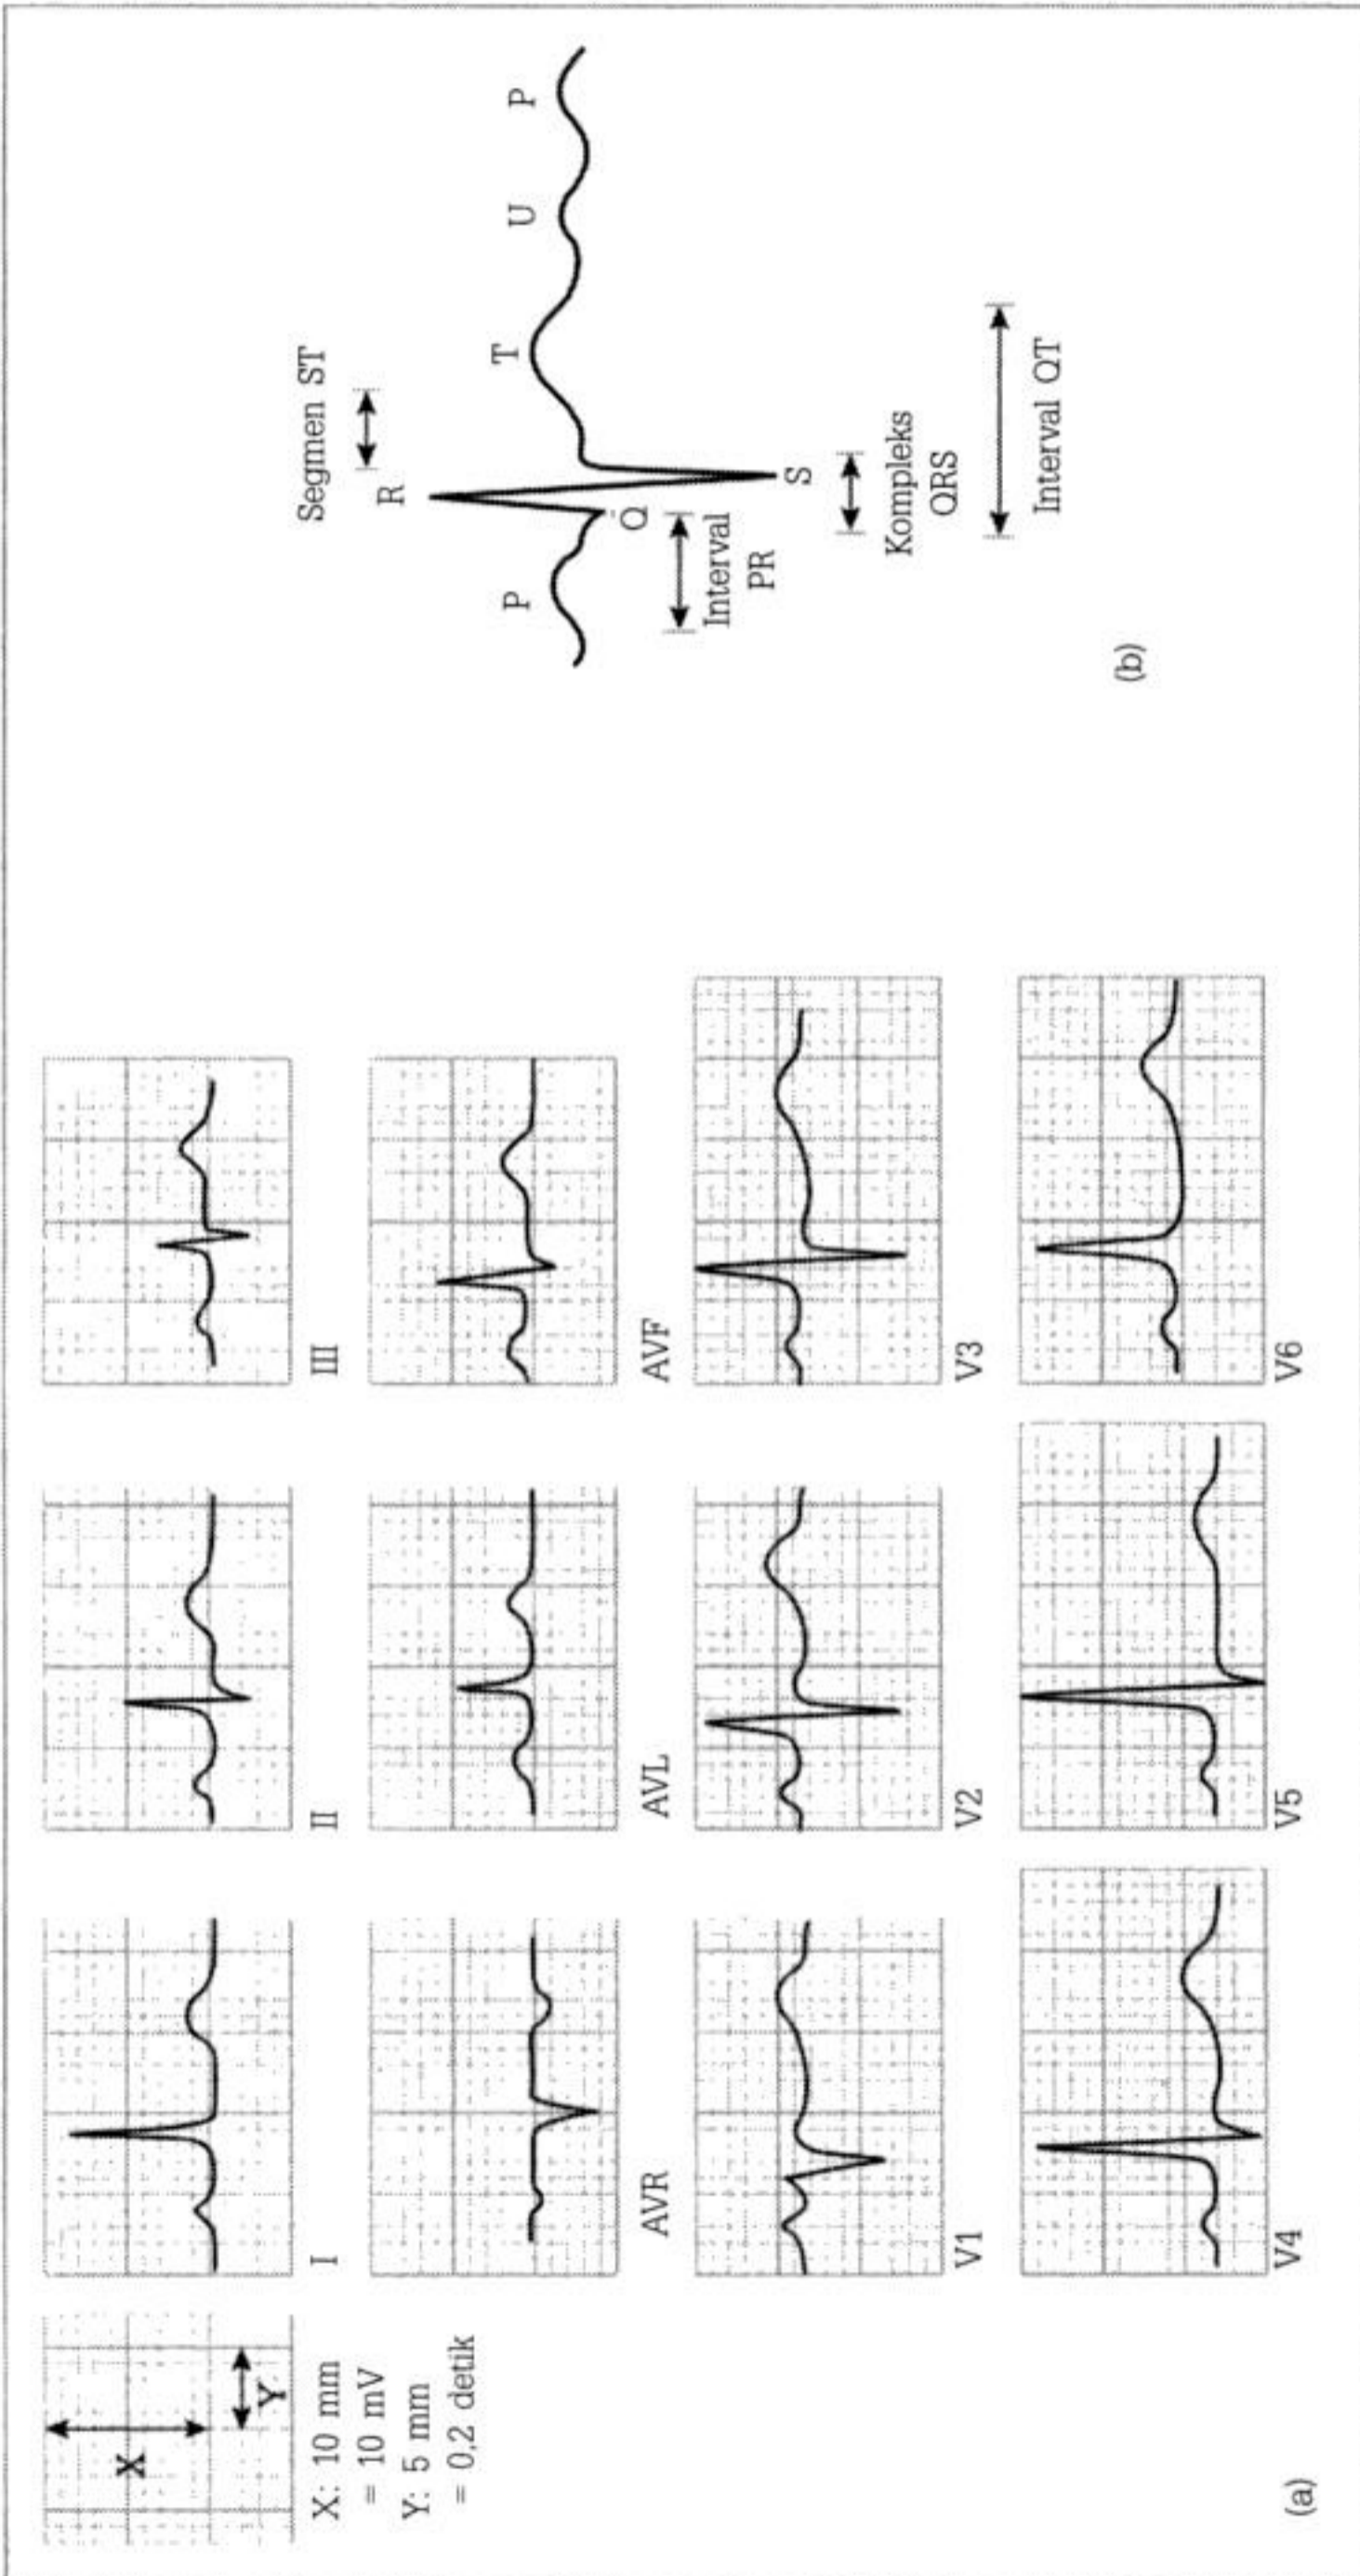 X
Y
X: 10 mm
= 10 mV
Y: 5 mm
= 0,2 detik
I
II
III
AVR
AVL
AVF
V1
V2
V3
V4
V5
V6
(a)
Segmen ST
R
P
T
U
P
Q
S
Interval
PR
Kompleks
QRS
Interval QT
(b)